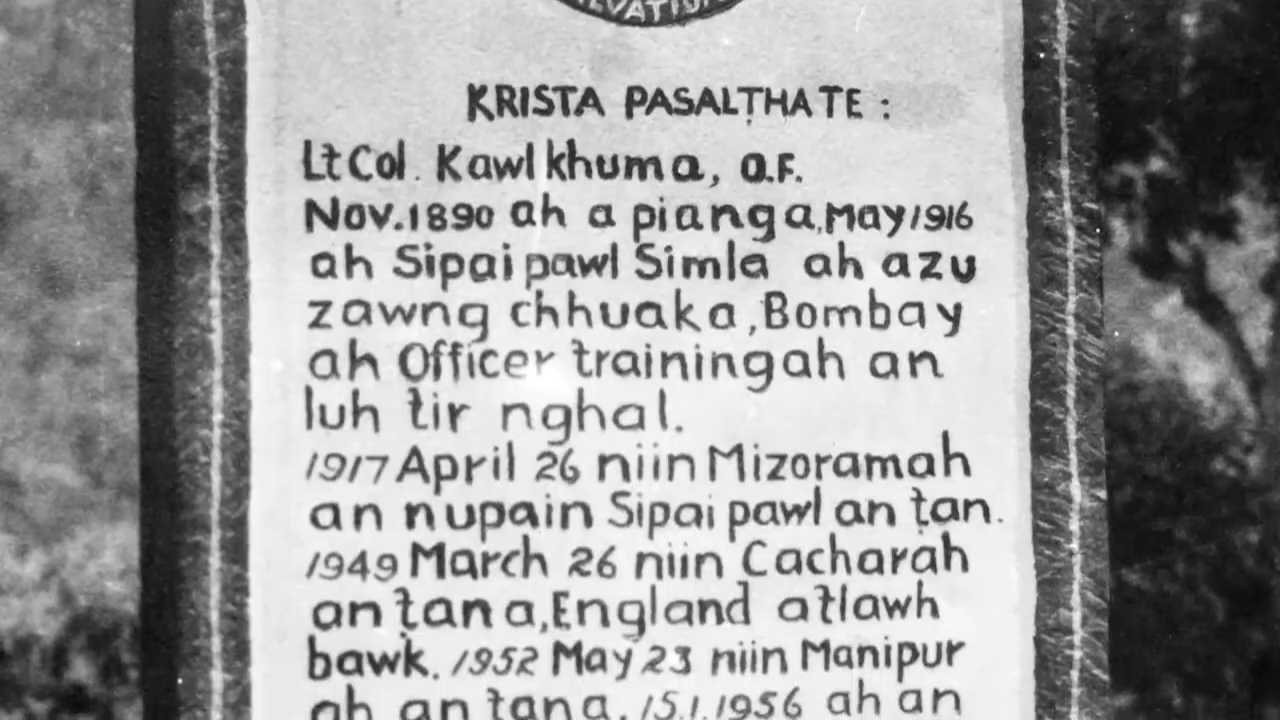 KRISTA PASALṬHATE :
Lt Col. Kawlkhuma, O.F.
Nov. 1890 ah a pianga, May 1916
ah Sipai pawl Simla ah azu
zawng chhuaka, Bombay
ah Officer trainingah an
luh tir nghal.
1917 April 26 niin Mizoramah
an nupain Sipai pawl an ṭan.
1949 March 26 niin Cacharah
an ṭan a, England a tlawh
bawk. 1952 May 23 niin Manipur
ah an tan a, 15.1.1956 ah an